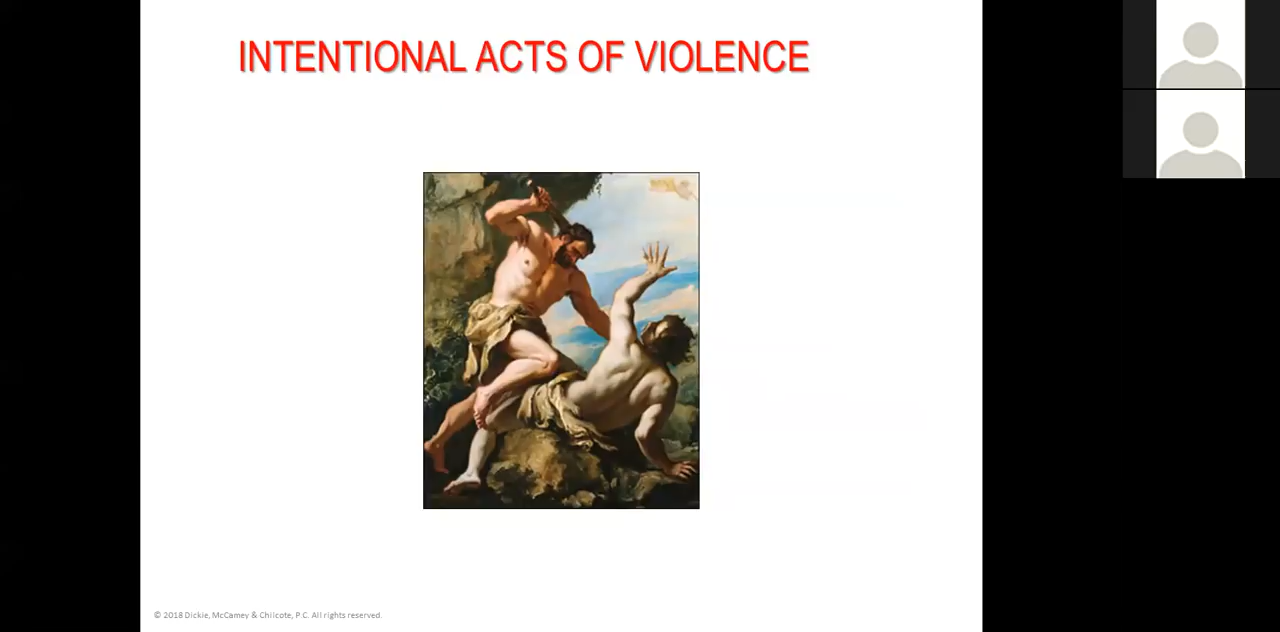 INTENTIONAL ACTS OF VIOLENCE
© 2018 Dickie, McCamey & Chilcote, P.C. All rights reserved.